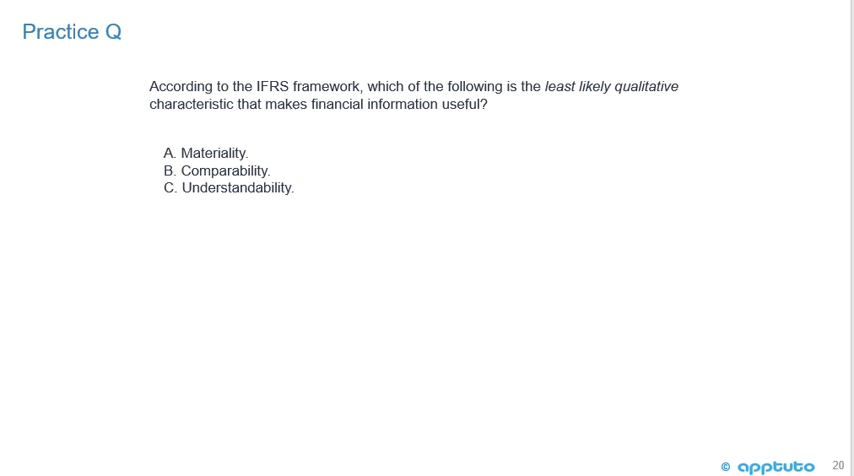 Practice Q
According to the IFRS framework, which of the following is the least likely qualitative
characteristic that makes financial information useful?
A. Materiality.
B. Comparability.
C. Understandability.
© apptuto 20